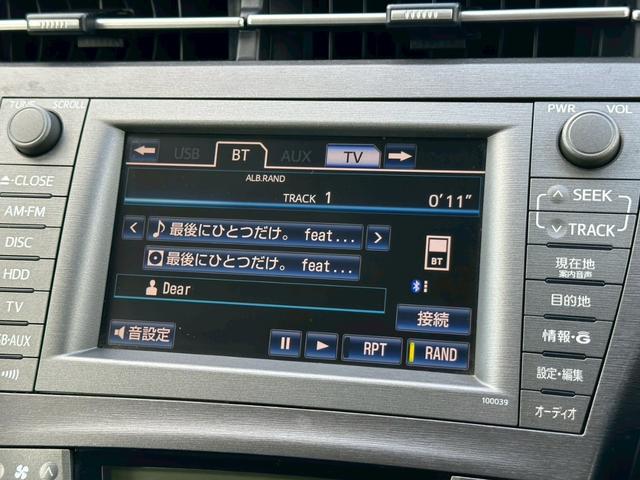 TUNE SCROLL
PWR VOL
CLOSE
AM·FM
DISC
HDD
TV
B·AUX
USB BT AUX TV
ALB.RAND
TRACK 1 0'11"
最後にひとつだけ。 feat...
最後にひとつだけ。 feat...
BT
Dear
接続
音設定
RPT RAND
100039
SEEK
TRACK
現在地
案内音声
目的地
情報·G
設定·編集
オーディオ